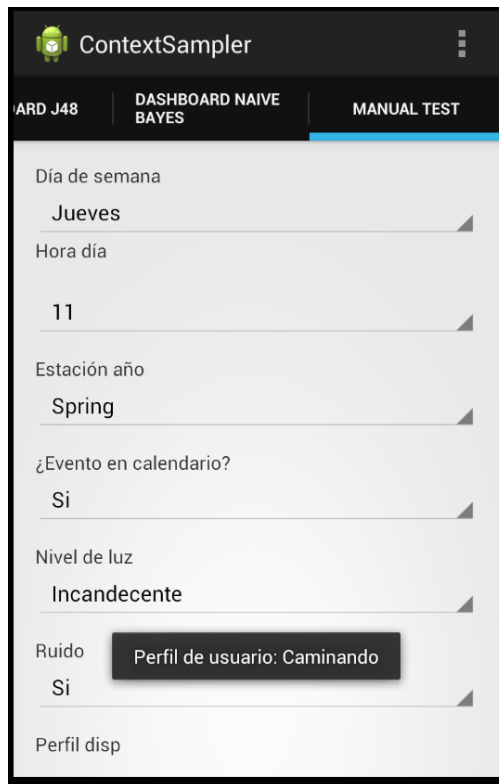 ContextSampler
ARD J48
DASHBOARD NAIVE
BAYES
MANUAL TEST
Día de semana
Jueves
Hora día
11
Estación año
Spring
¿Evento en calendario?
Si
Nivel de luz
Incandecente
Ruido
Perfil de usuario: Caminando
Si
Perfil disp